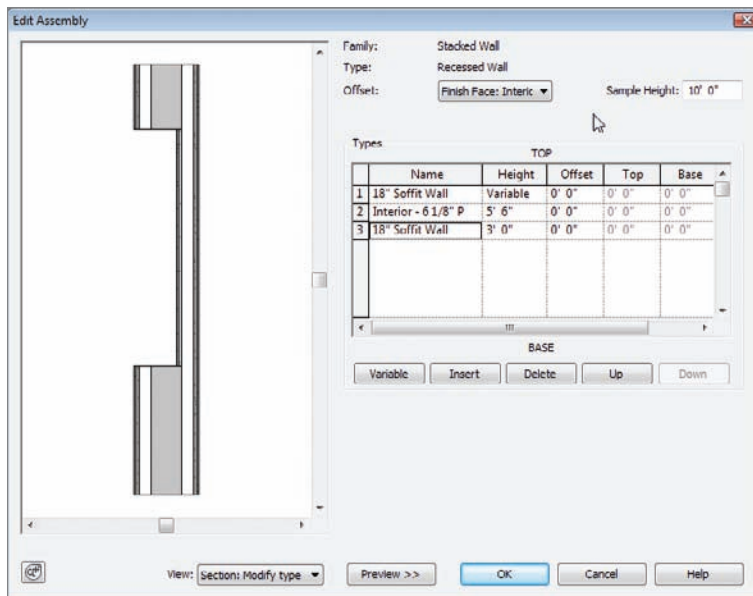 Edit Assembly
Family: Stacked Wall
Type: Recessed Wall
Offset: Finish Face: Interic Sample Height: 10' 0"
Types
TOP
Name Height Offset Top Base
1 18" Soffit Wall Variable 0' 0" 0' 0" 0' 0"
2 Interior - 6 1/8" P 5' 6" 0' 0" 0' 0" 0' 0"
3 18" Soffit Wall 3' 0" 0' 0" 0' 0" 0' 0"
BASE
Variable Insert Delete Up Down
View: Section: Modify type Preview >> OK Cancel Help